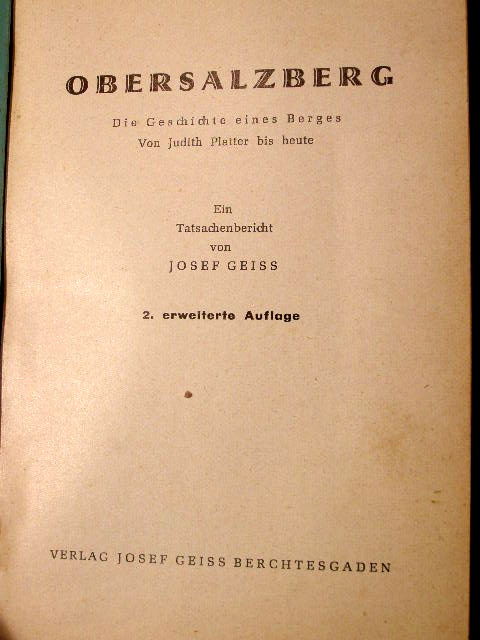 OBERSALZBERG
Die Geschichte eines Berges
Von Judith Platter bis heute
Ein
Tatsachenbericht
von
JOSEF GEISS
2. erweiterte Auflage
VERLAG JOSEF GEISS BERCHTESGADEN